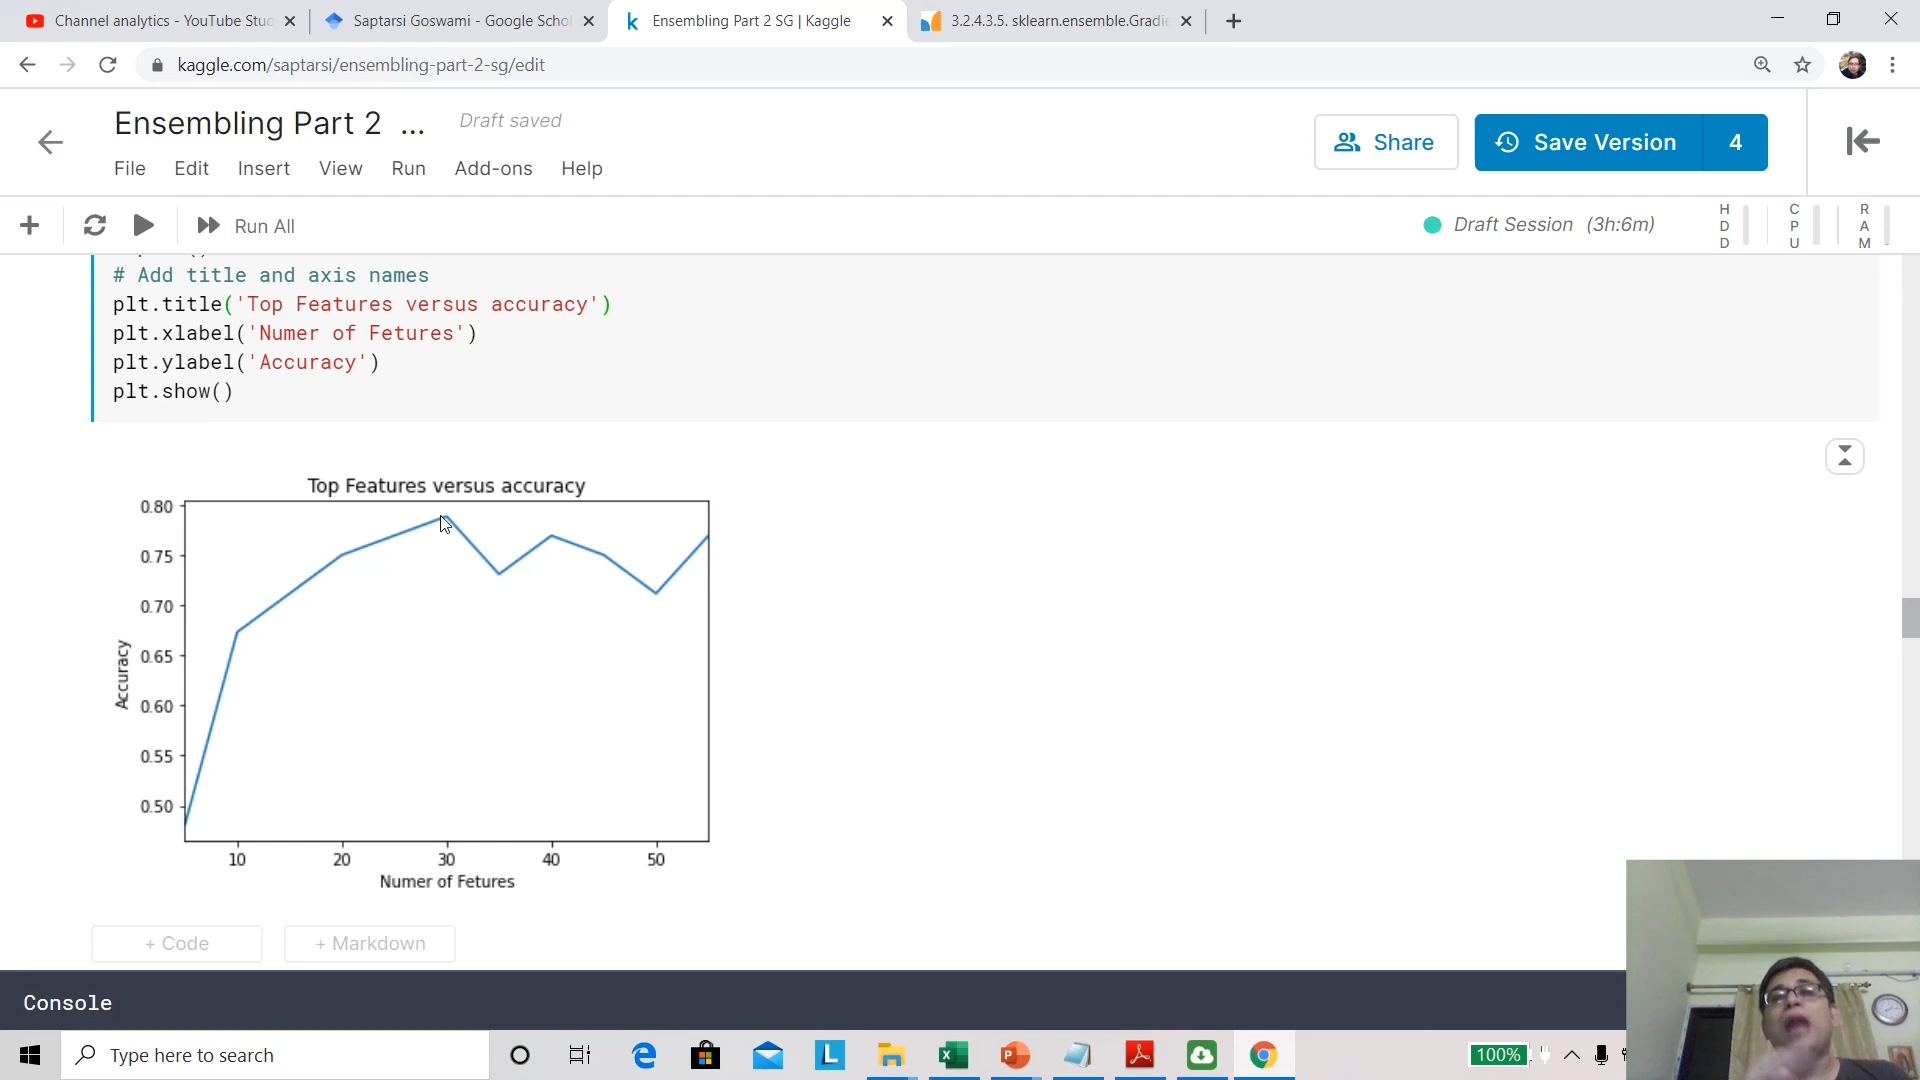 Channel analytics - YouTube Stu
Saptarsi Goswami - Google Schol
Ensembling Part 2 SG | Kaggle
3.2.4.3.5. sklearn.ensemble.Gradie
kaggle.com/saptarsi/ensembling-part-2-sg/edit
Ensembling Part 2 ...
Draft saved
Share
Save Version
4
File
Edit
Insert
View
Run
Add-ons
Help
Run All
Draft Session (3h:6m)
HDD
CPU
RAM
# Add title and axis names
plt.title('Top Features versus accuracy')
plt.xlabel('Numer of Fetures')
plt.ylabel('Accuracy')
plt.show()
Top Features versus accuracy
0.80
0.75
0.70
0.65
0.60
0.55
0.50
Accuracy
10
20
30
40
50
Numer of Fetures
+ Code
+ Markdown
Console
Type here to search
100%